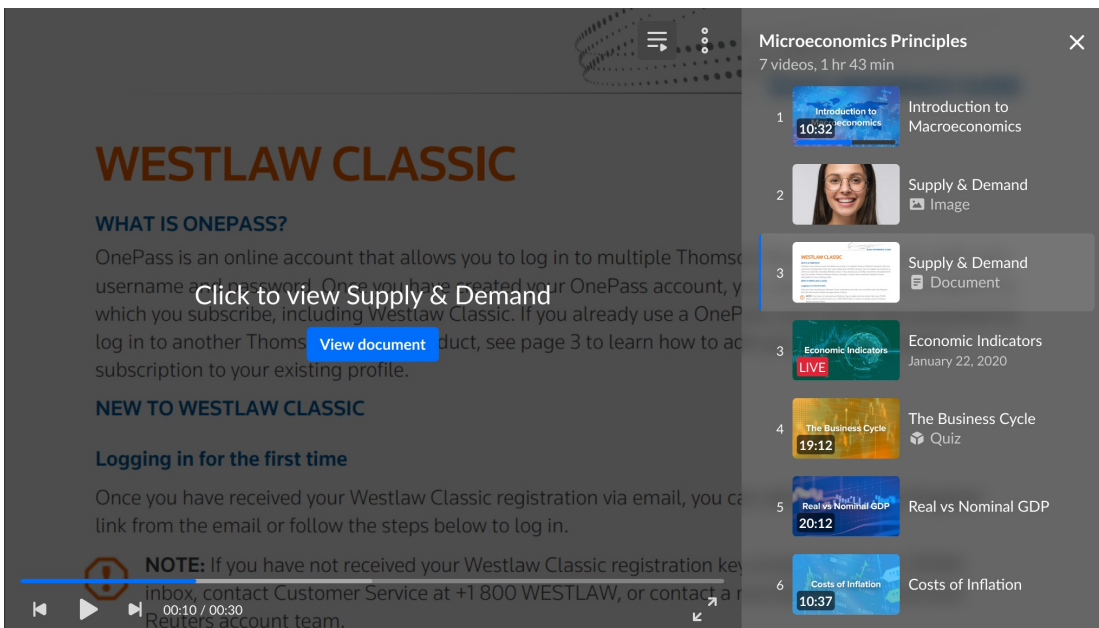 WESTLAW CLASSIC
WHAT IS ONEPASS?
OnePass is an online account that allows you to log in to multiple
username and password. Once you have created your OnePass account,
Click to view Supply & Demand
which you subscribe, including Westlaw Classic. If you already use a
log in to another see page 3 to learn how to
View document
subscription to your existing profile.
NEW TO WESTLAW CLASSIC
Logging in for the first time
Once you have received your Westlaw Classic registration via email, you
link from the email or follow the steps below to log in.
NOTE: If you have not received your Westlaw Classic registration key
inbox, contact Customer Service at +1 800 WESTLAW, or contact a
Reuters account team.
00:10 / 00:30
Microeconomics Principles
7 videos, 1 hr 43 min
1
Introduction to
10:32
Introduction to
Macroeconomics
2
Supply & Demand
Image
3
WESTLAW CLASSIC
Supply & Demand
Document
3
Economic Indicators
LIVE
Economic Indicators
January 22, 2020
4
The Business Cycle
19:12
The Business Cycle
Quiz
5
Real vs Nominal GDP
20:12
Real vs Nominal GDP
6
Costs of Inflation
10:37
Costs of Inflation